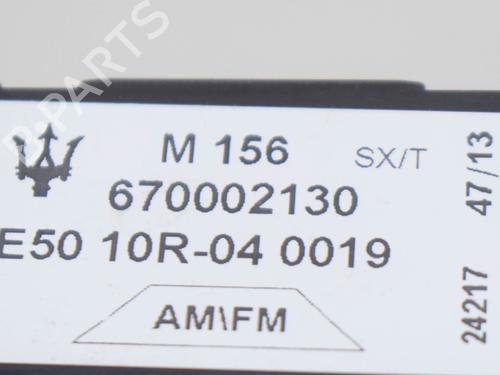 B-PARTS
M 156
SX/T
670002130
E50 10R-04 0019
AM\FM
24217 47/13